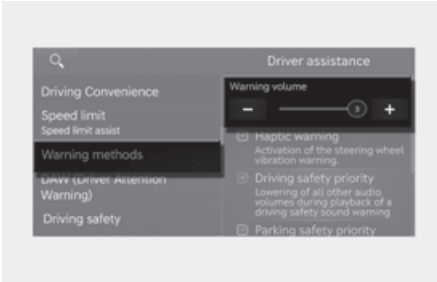 Driver assistance
Driving Convenience
Speed limit
Speed limit assist
Warning methods
DAW (Driver Attention
Warning)
Driving safety
Warning volume
− 3 +
Haptic warning
Activation of the steering wheel
vibration warning.
Driving safety priority
Lowering of all other audio
volumes during playback of a
driving safety sound warning
Parking safety priority